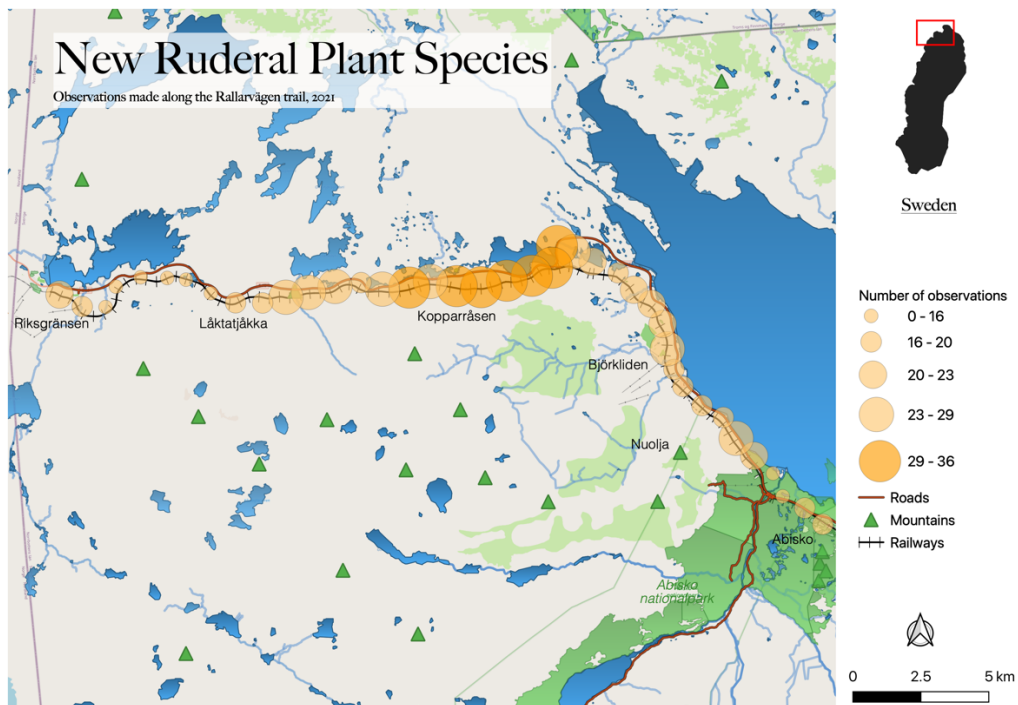 New Ruderal Plant Species
Observations made along the Rallarvägen trail, 2021
Sweden
Riksgränsen
Låktatjåkka
Kopparråsen
Björkliden
Nuolja
Abisko
Abisko
nationalpark
Number of observations
0 - 16
16 - 20
20 - 23
23 - 29
29 - 36
Roads
Mountains
Railways
0 2.5 5 km